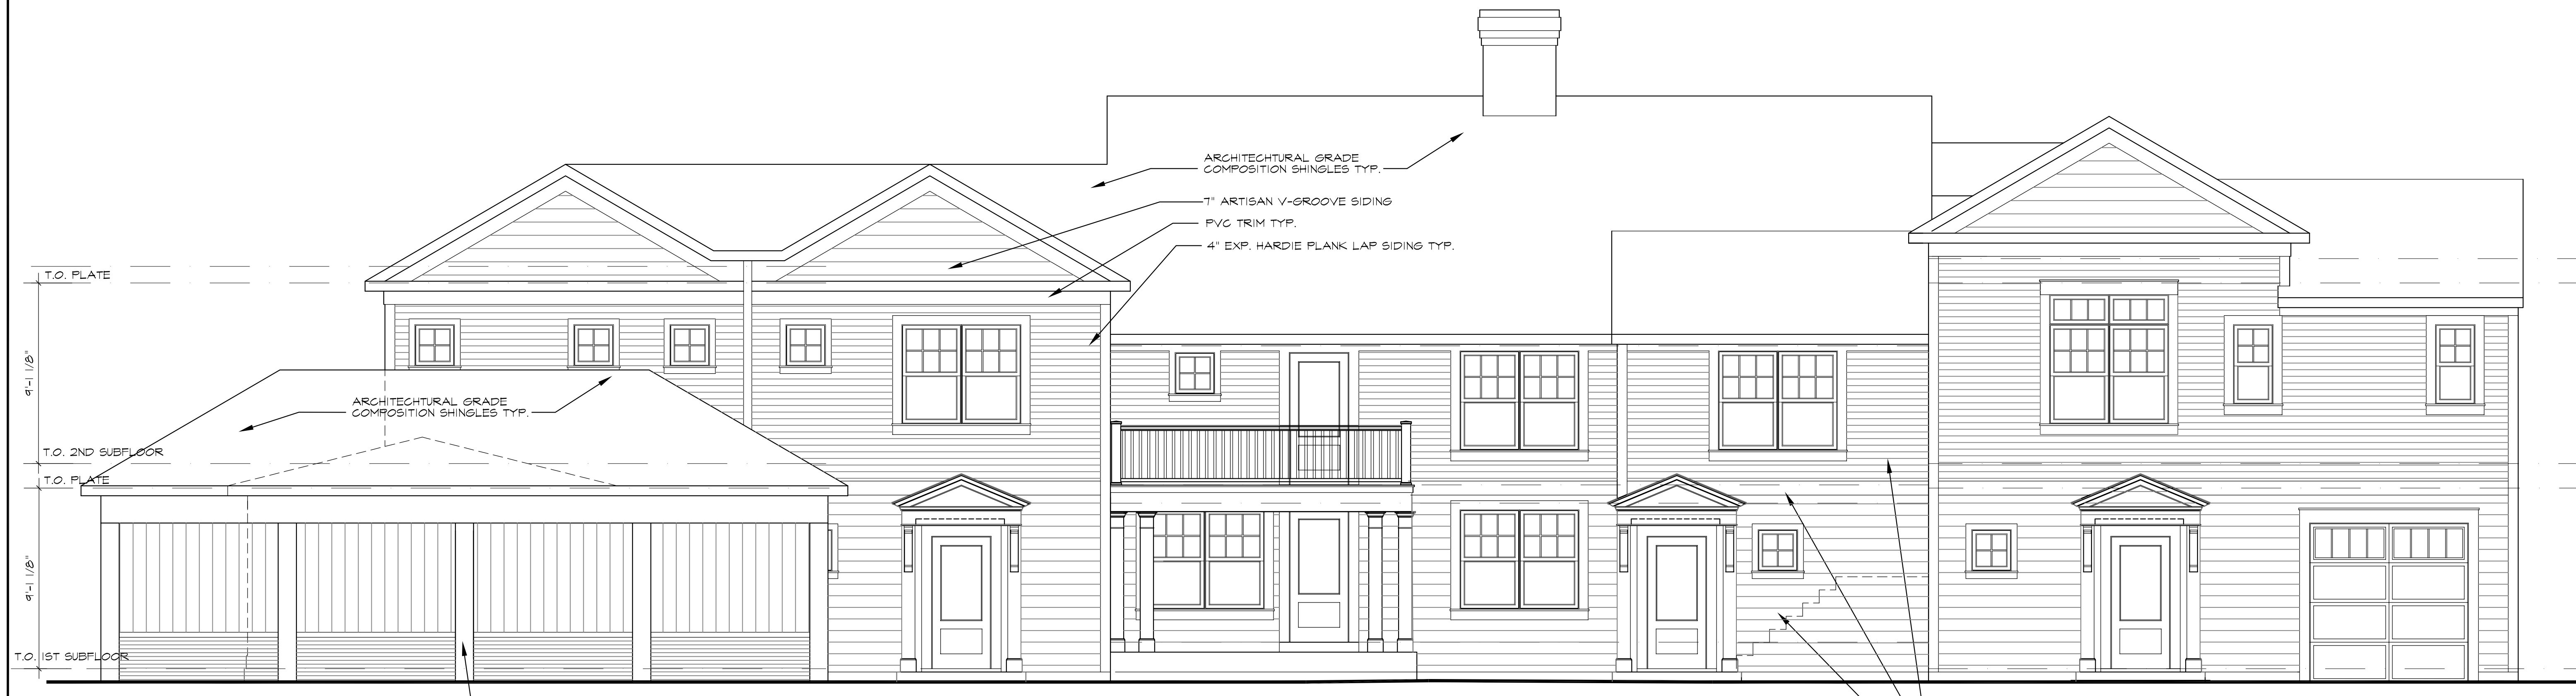 ARCHITECHTURAL GRADE
COMPOSITION SHINGLES TYP.
7" ARTISAN V-GROOVE SIDING
PVC TRIM TYP.
4" EXP. HARDIE PLANK LAP SIDING TYP.
T.O. PLATE
9'-1 1/8"
ARCHITECHTURAL GRADE
COMPOSITION SHINGLES TYP.
T.O. 2ND SUBFLOOR
T.O. PLATE
9'-1 1/8"
T.O. 1ST SUBFLOOR